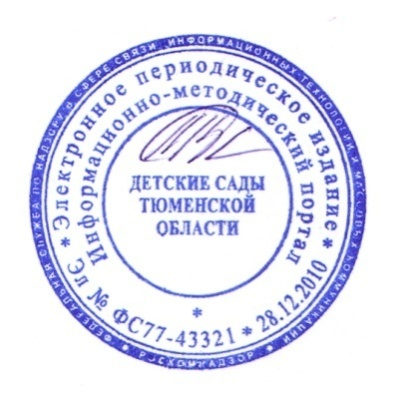 ФЕДЕРАЛЬНАЯ СЛУЖБА ПО НАДЗОРУ В СФЕРЕ СВЯЗИ, ИНФОРМАЦИОННЫХ ТЕХНОЛОГИЙ И МАССОВЫХ КОММУНИКАЦИЙ * РОСКОМНАДЗОР *
* Электронное периодическое издание *
ЭЛ № ФС77-43321 * 28.12.2010
Информационно-методический портал
*
ДЕТСКИЕ САДЫ
ТЮМЕНСКОЙ
ОБЛАСТИ